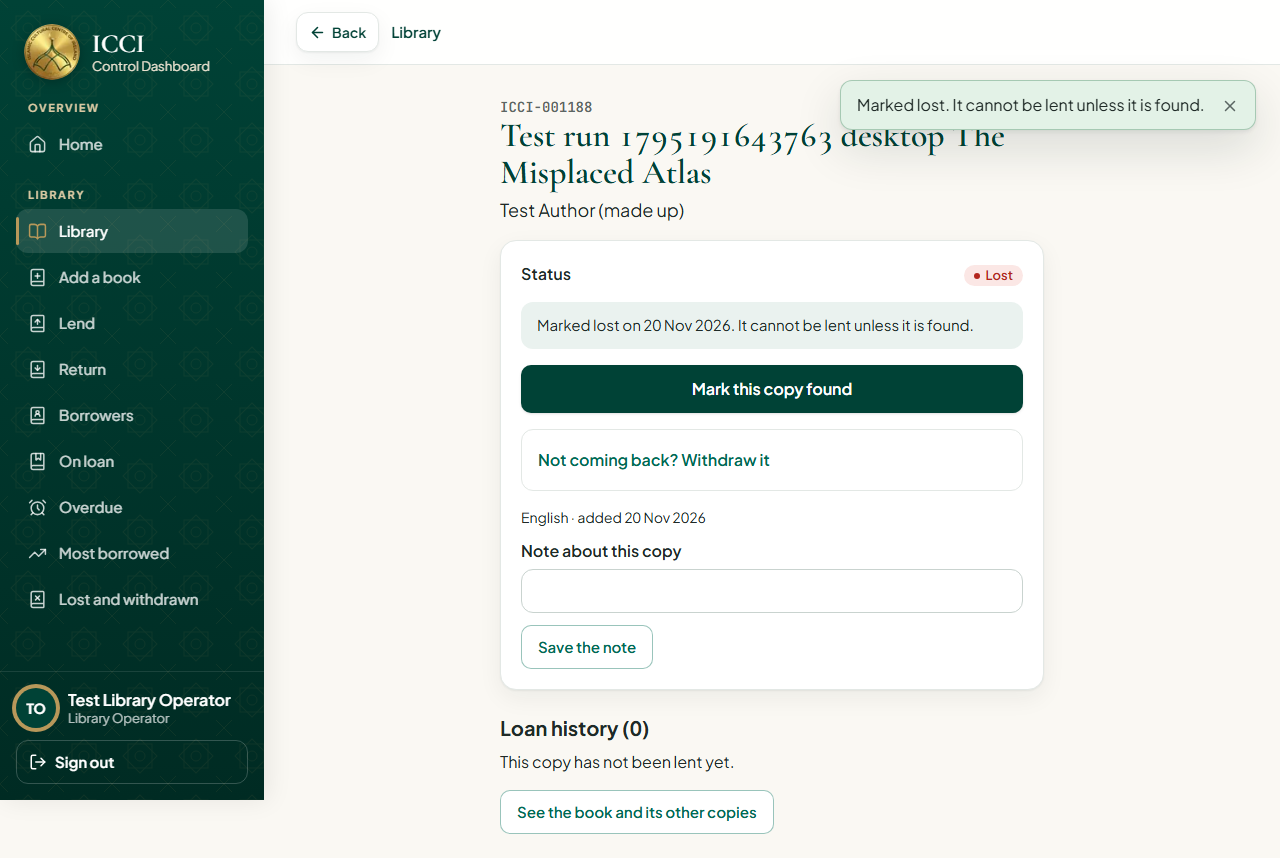 ICCI
Control Dashboard
OVERVIEW
Home
LIBRARY
Library
Add a book
Lend
Return
Borrowers
On loan
Overdue
Most borrowed
Lost and withdrawn
TO
Test Library Operator
Library Operator
Sign out
Back
Library
Marked lost. It cannot be lent unless it is found.
ICCI-001188
Test run 1795191643763 desktop The
Misplaced Atlas
Test Author (made up)
Status
Lost
Marked lost on 20 Nov 2026. It cannot be lent unless it is found.
Mark this copy found
Not coming back? Withdraw it
English · added 20 Nov 2026
Note about this copy
Save the note
Loan history (0)
This copy has not been lent yet.
See the book and its other copies